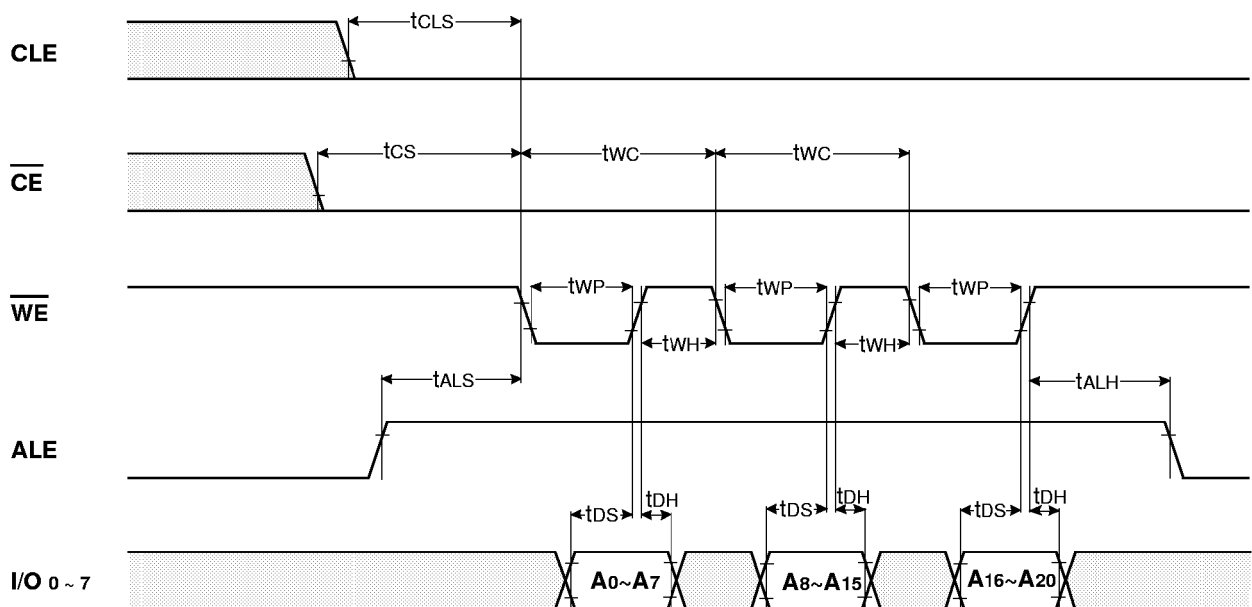 CLE
tCLS
CE
tCS
tWC
tWC
WE
tWP
tWP
tWP
tWH
tWH
tALS
tALH
ALE
tDS
tDH
tDS
tDH
tDS
tDH
I/O 0 ~ 7
A0~A7
A8~A15
A16~A20